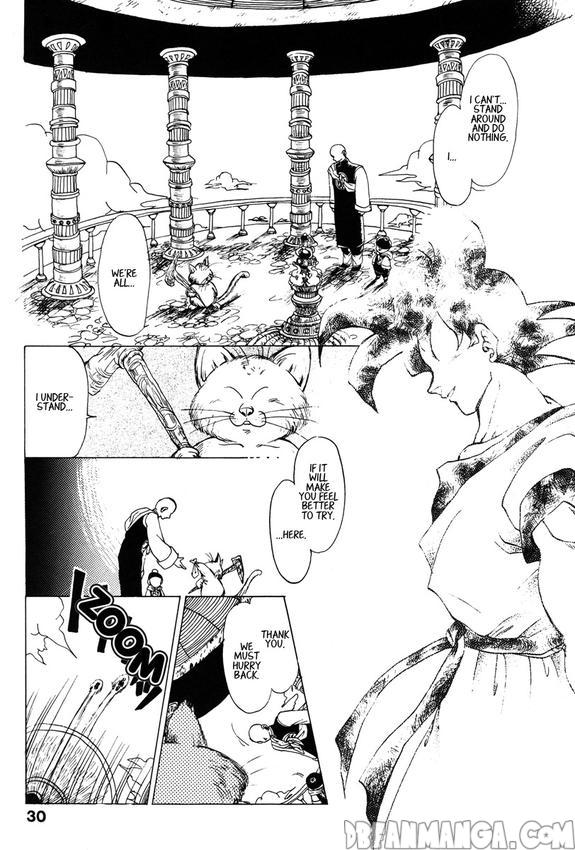 I CAN'T...
STAND
AROUND
AND DO
NOTHING.
I...
WE'RE
ALL...
I UNDER-
STAND...
IF IT
WILL
MAKE
YOU FEEL
BETTER
TO TRY.
...HERE.
THANK
YOU.
WE
MUST
HURRY
BACK.
ZOOM
30
DBFANMANGA.COM